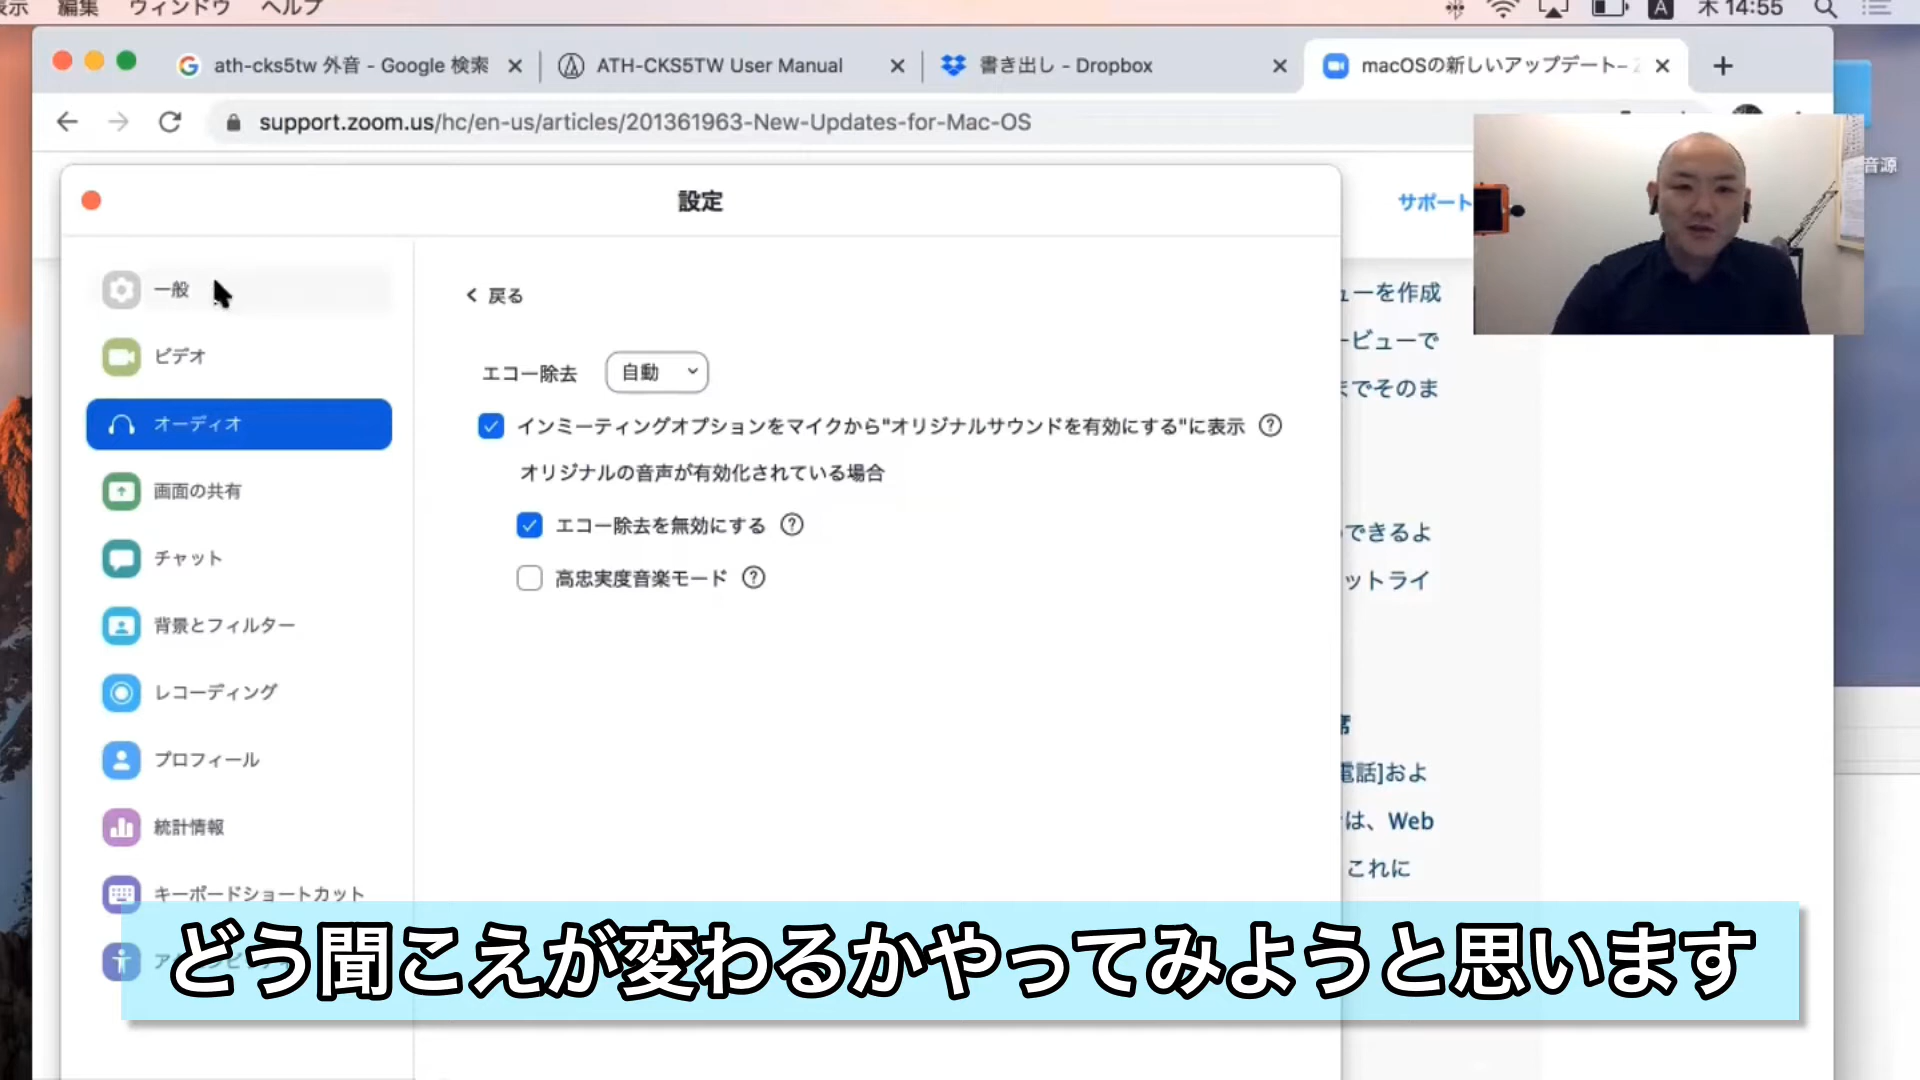 表示 編集 ウィンドウ ヘルプ A 木 14:55
ath-cks5tw 外音 - Google 検索
ATH-CKS5TW User Manual
書き出し - Dropbox
macOSの新しいアップデート–
support.zoom.us/hc/en-us/articles/201361963-New-Updates-for-Mac-OS
音源
設定
サポート
一般
ビデオ
オーディオ
画面の共有
チャット
背景とフィルター
レコーディング
プロフィール
統計情報
キーボードショートカット
戻る
エコー除去 自動
インミーティングオプションをマイクから"オリジナルサウンドを有効にする"に表示
オリジナルの音声が有効化されている場合
エコー除去を無効にする
高忠実度音楽モード
ューを作成
ービューで
までそのま
できるよ
ットライ
席
電話]およ
は、Web
これに
どう聞こえが変わるかやってみようと思います